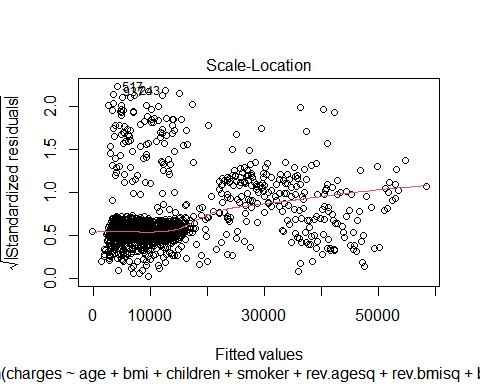 Scale-Location
√|Standardized residuals|
0.0 0.5 1.0 1.5 2.0
0 10000 30000 50000
Fitted values
(charges ~ age + bmi + children + smoker + rev.agesq + rev.bmisq + b